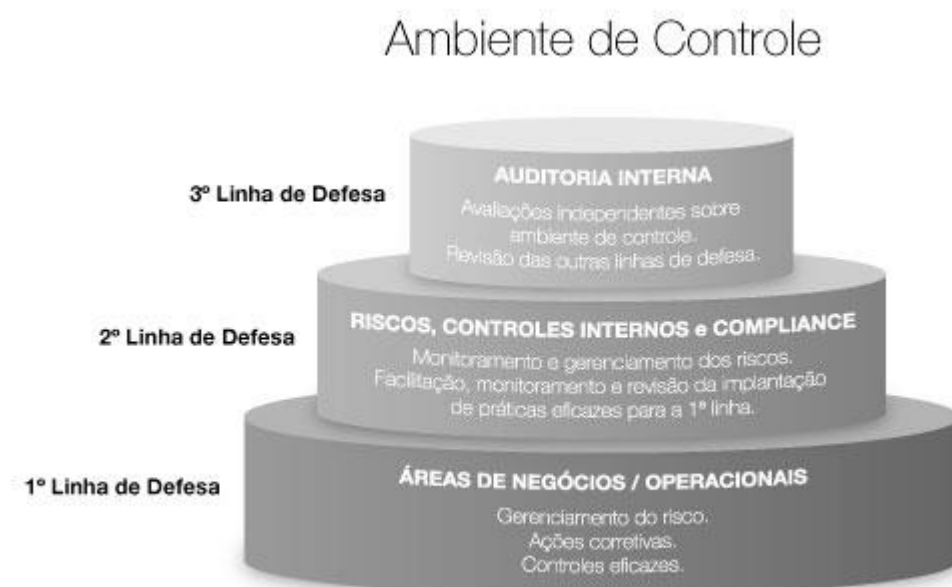 Ambiente de Controle
3º Linha de Defesa
AUDITORIA INTERNA
Avaliações independentes sobre
ambiente de controle.
Revisão das outras linhas de defesa.
2º Linha de Defesa
RISCOS, CONTROLES INTERNOS e COMPLIANCE
Monitoramento e gerenciamento dos riscos.
Facilitação, monitoramento e revisão da implantação
de práticas eficazes para a 1ª linha.
1º Linha de Defesa
ÁREAS DE NEGÓCIOS / OPERACIONAIS
Gerenciamento do risco.
Ações corretivas.
Controles eficazes.